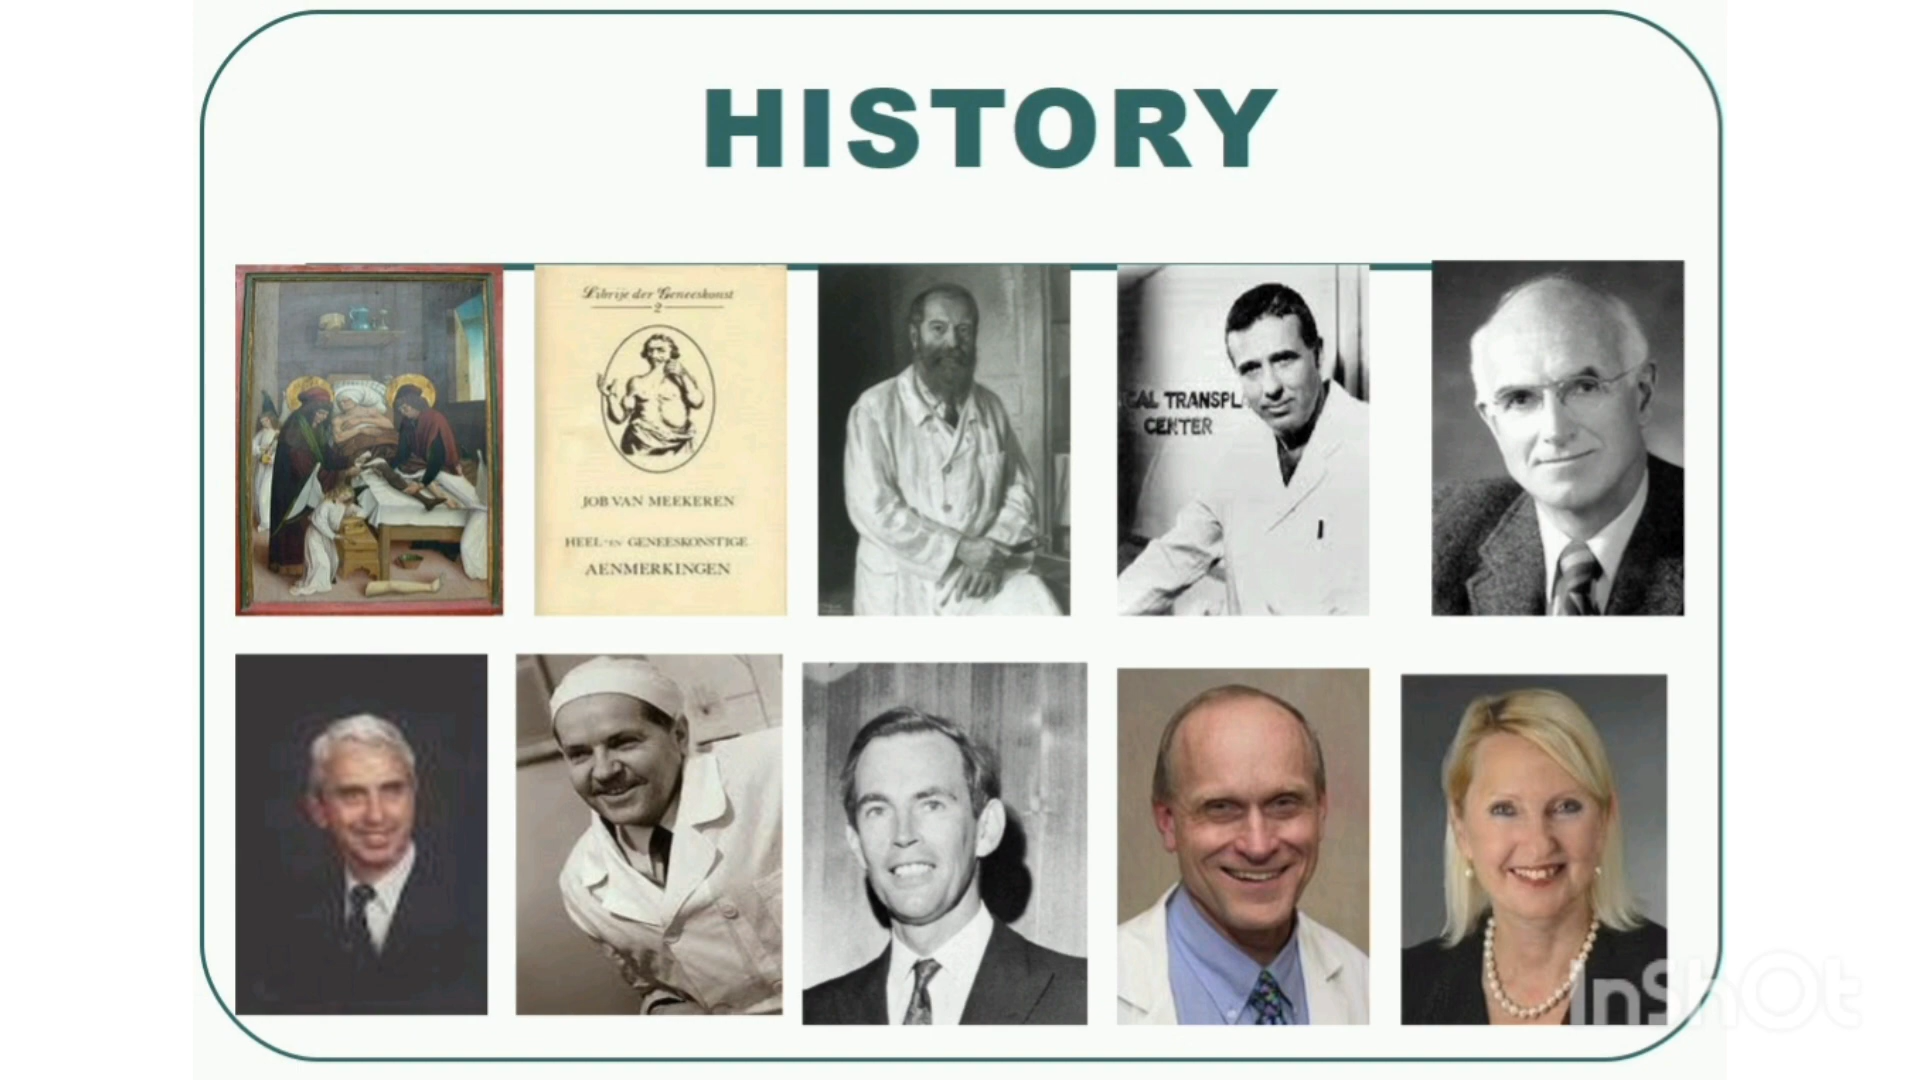 HISTORY
Librije der Geneeskunst
2
JOB VAN MEEKEREN
HEEL- EN GENEESKONSTIGE
AENMERKINGEN
CAL TRANSPL
CENTER
InShOt